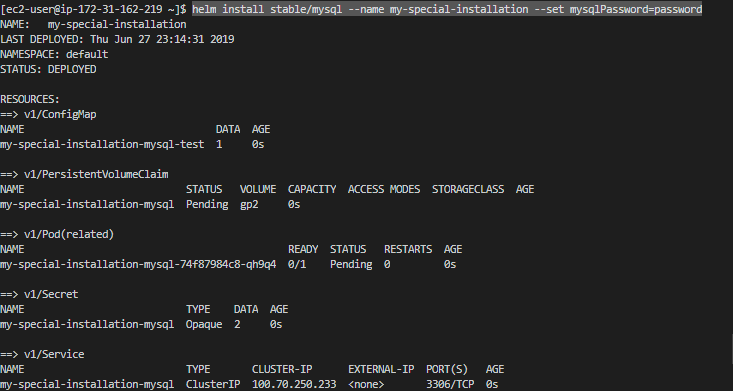 [ec2-user@ip-172-31-162-219 ~]$ helm install stable/mysql --name my-special-installation --set mysqlPassword=password
NAME:   my-special-installation
LAST DEPLOYED: Thu Jun 27 23:14:31 2019
NAMESPACE: default
STATUS: DEPLOYED

RESOURCES:
==> v1/ConfigMap
NAME                                DATA  AGE
my-special-installation-mysql-test  1     0s

==> v1/PersistentVolumeClaim
NAME                           STATUS   VOLUME  CAPACITY  ACCESS MODES  STORAGECLASS  AGE
my-special-installation-mysql  Pending  gp2     0s

==> v1/Pod(related)
NAME                                            READY  STATUS   RESTARTS  AGE
my-special-installation-mysql-74f87984c8-qh9q4  0/1    Pending  0         0s

==> v1/Secret
NAME                           TYPE    DATA  AGE
my-special-installation-mysql  Opaque  2     0s

==> v1/Service
NAME                           TYPE       CLUSTER-IP      EXTERNAL-IP  PORT(S)   AGE
my-special-installation-mysql  ClusterIP  100.70.250.233  <none>       3306/TCP  0s